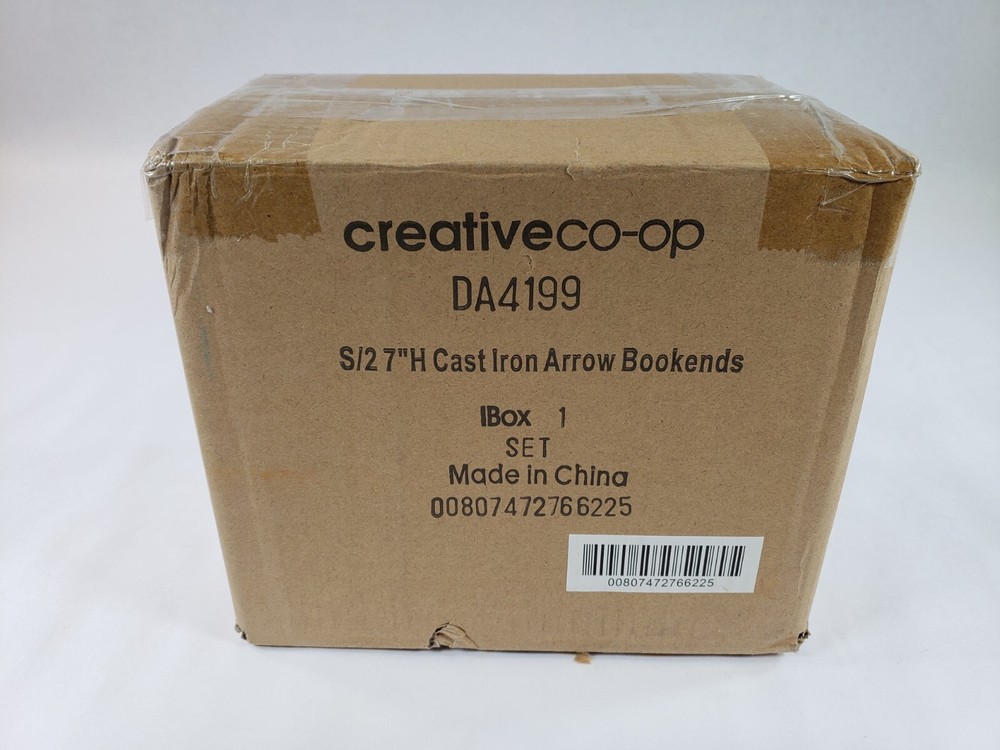 creativeco-op
DA4199
S/2 7"H Cast Iron Arrow Bookends
IBox 1
SET
Made in China
00807472766225
00807472766225